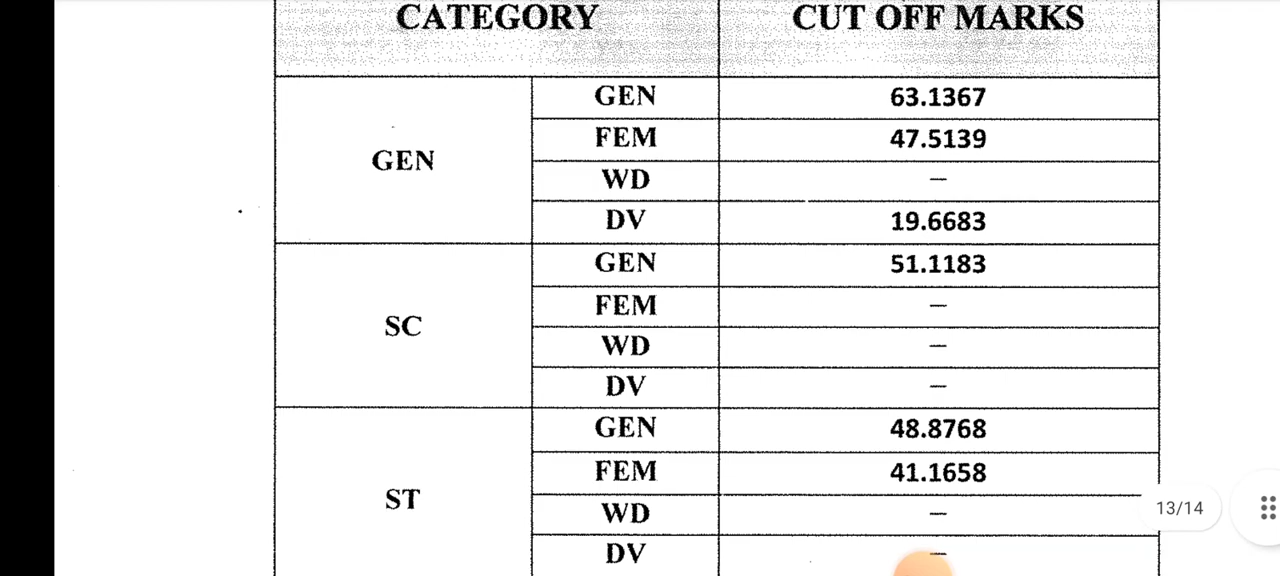 CATEGORY CUT OFF MARKS
GEN GEN 63.1367
FEM 47.5139
WD –
DV 19.6683
SC GEN 51.1183
FEM –
WD –
DV –
ST GEN 48.8768
FEM 41.1658
WD –
DV –
13/14